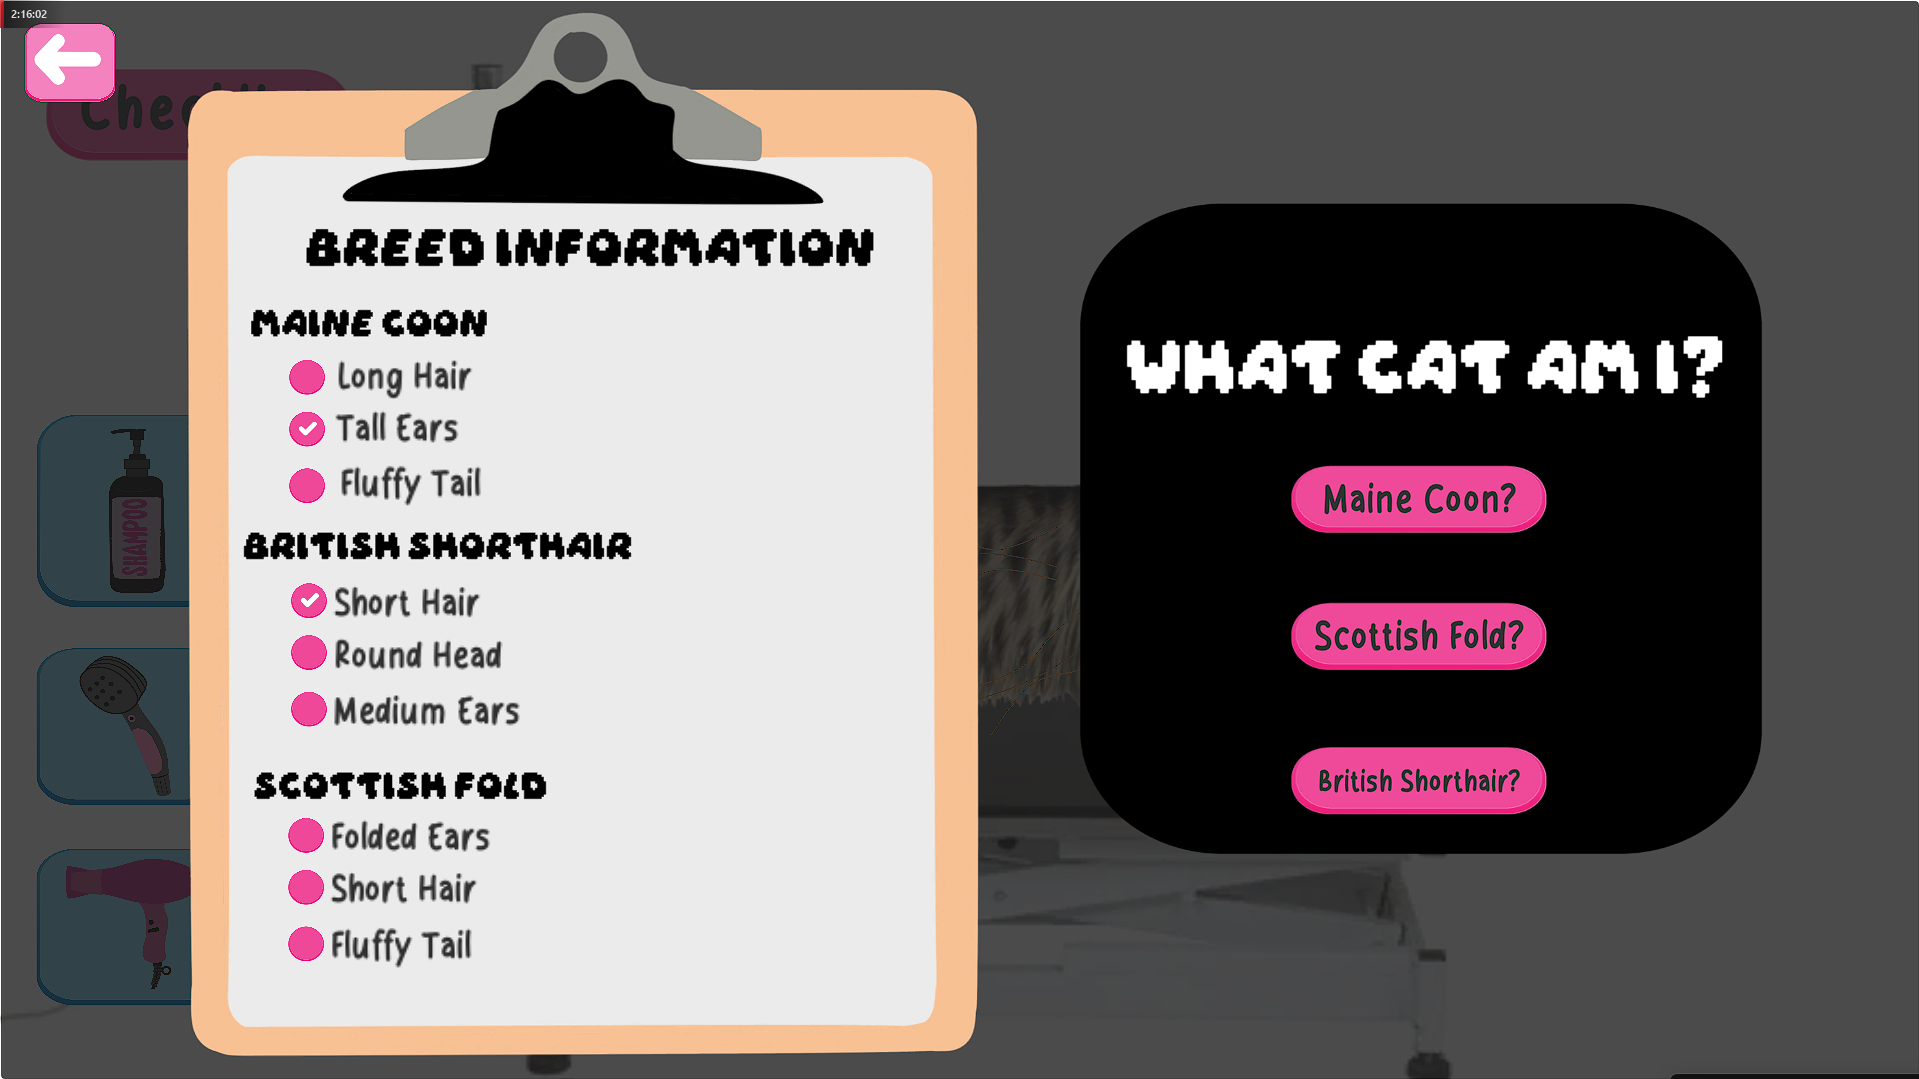 2:16:02
BREED INFORMATION
MAINE COON
Long Hair
Tall Ears
Fluffy Tail
BRITISH SHORTHAIR
Short Hair
Round Head
Medium Ears
SCOTTISH FOLD
Folded Ears
Short Hair
Fluffy Tail
WHAT CAT AM I?
Maine Coon?
Scottish Fold?
British Shorthair?
SHAMPOO